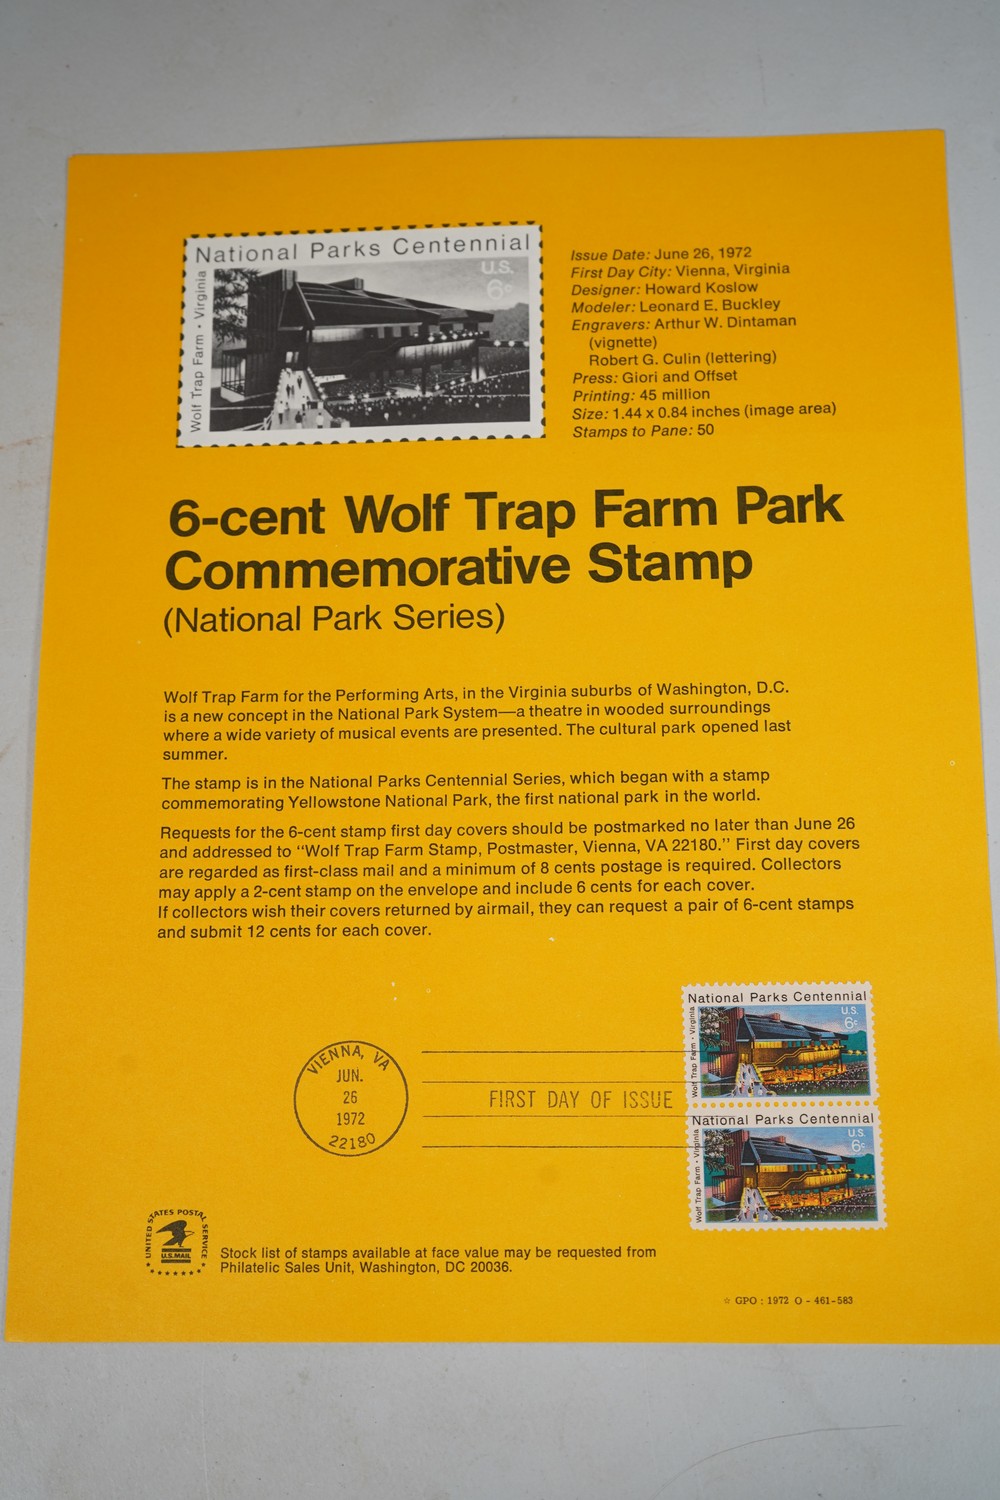 National Parks Centennial
U.S.
6c
Wolf Trap Farm • Virginia
Issue Date: June 26, 1972
First Day City: Vienna, Virginia
Designer: Howard Koslow
Modeler: Leonard E. Buckley
Engravers: Arthur W. Dintaman
(vignette)
Robert G. Culin (lettering)
Press: Giori and Offset
Printing: 45 million
Size: 1.44 x 0.84 inches (image area)
Stamps to Pane: 50
6-cent Wolf Trap Farm Park
Commemorative Stamp
(National Park Series)
Wolf Trap Farm for the Performing Arts, in the Virginia suburbs of Washington, D.C.
is a new concept in the National Park System—a theatre in wooded surroundings
where a wide variety of musical events are presented. The cultural park opened last
summer.
The stamp is in the National Parks Centennial Series, which began with a stamp
commemorating Yellowstone National Park, the first national park in the world.
Requests for the 6-cent stamp first day covers should be postmarked no later than June 26
and addressed to “Wolf Trap Farm Stamp, Postmaster, Vienna, VA 22180.” First day covers
are regarded as first-class mail and a minimum of 8 cents postage is required. Collectors
may apply a 2-cent stamp on the envelope and include 6 cents for each cover.
If collectors wish their covers returned by airmail, they can request a pair of 6-cent stamps
and submit 12 cents for each cover.
National Parks Centennial
U.S.
6c
Wolf Trap Farm • Virginia
VIENNA, VA
JUN.
26
1972
22180
FIRST DAY OF ISSUE
National Parks Centennial
U.S.
6c
Wolf Trap Farm • Virginia
UNITED STATES POSTAL SERVICE
U.S.MAIL
Stock list of stamps available at face value may be requested from
Philatelic Sales Unit, Washington, DC 20036.
☆ GPO : 1972 O - 461-583